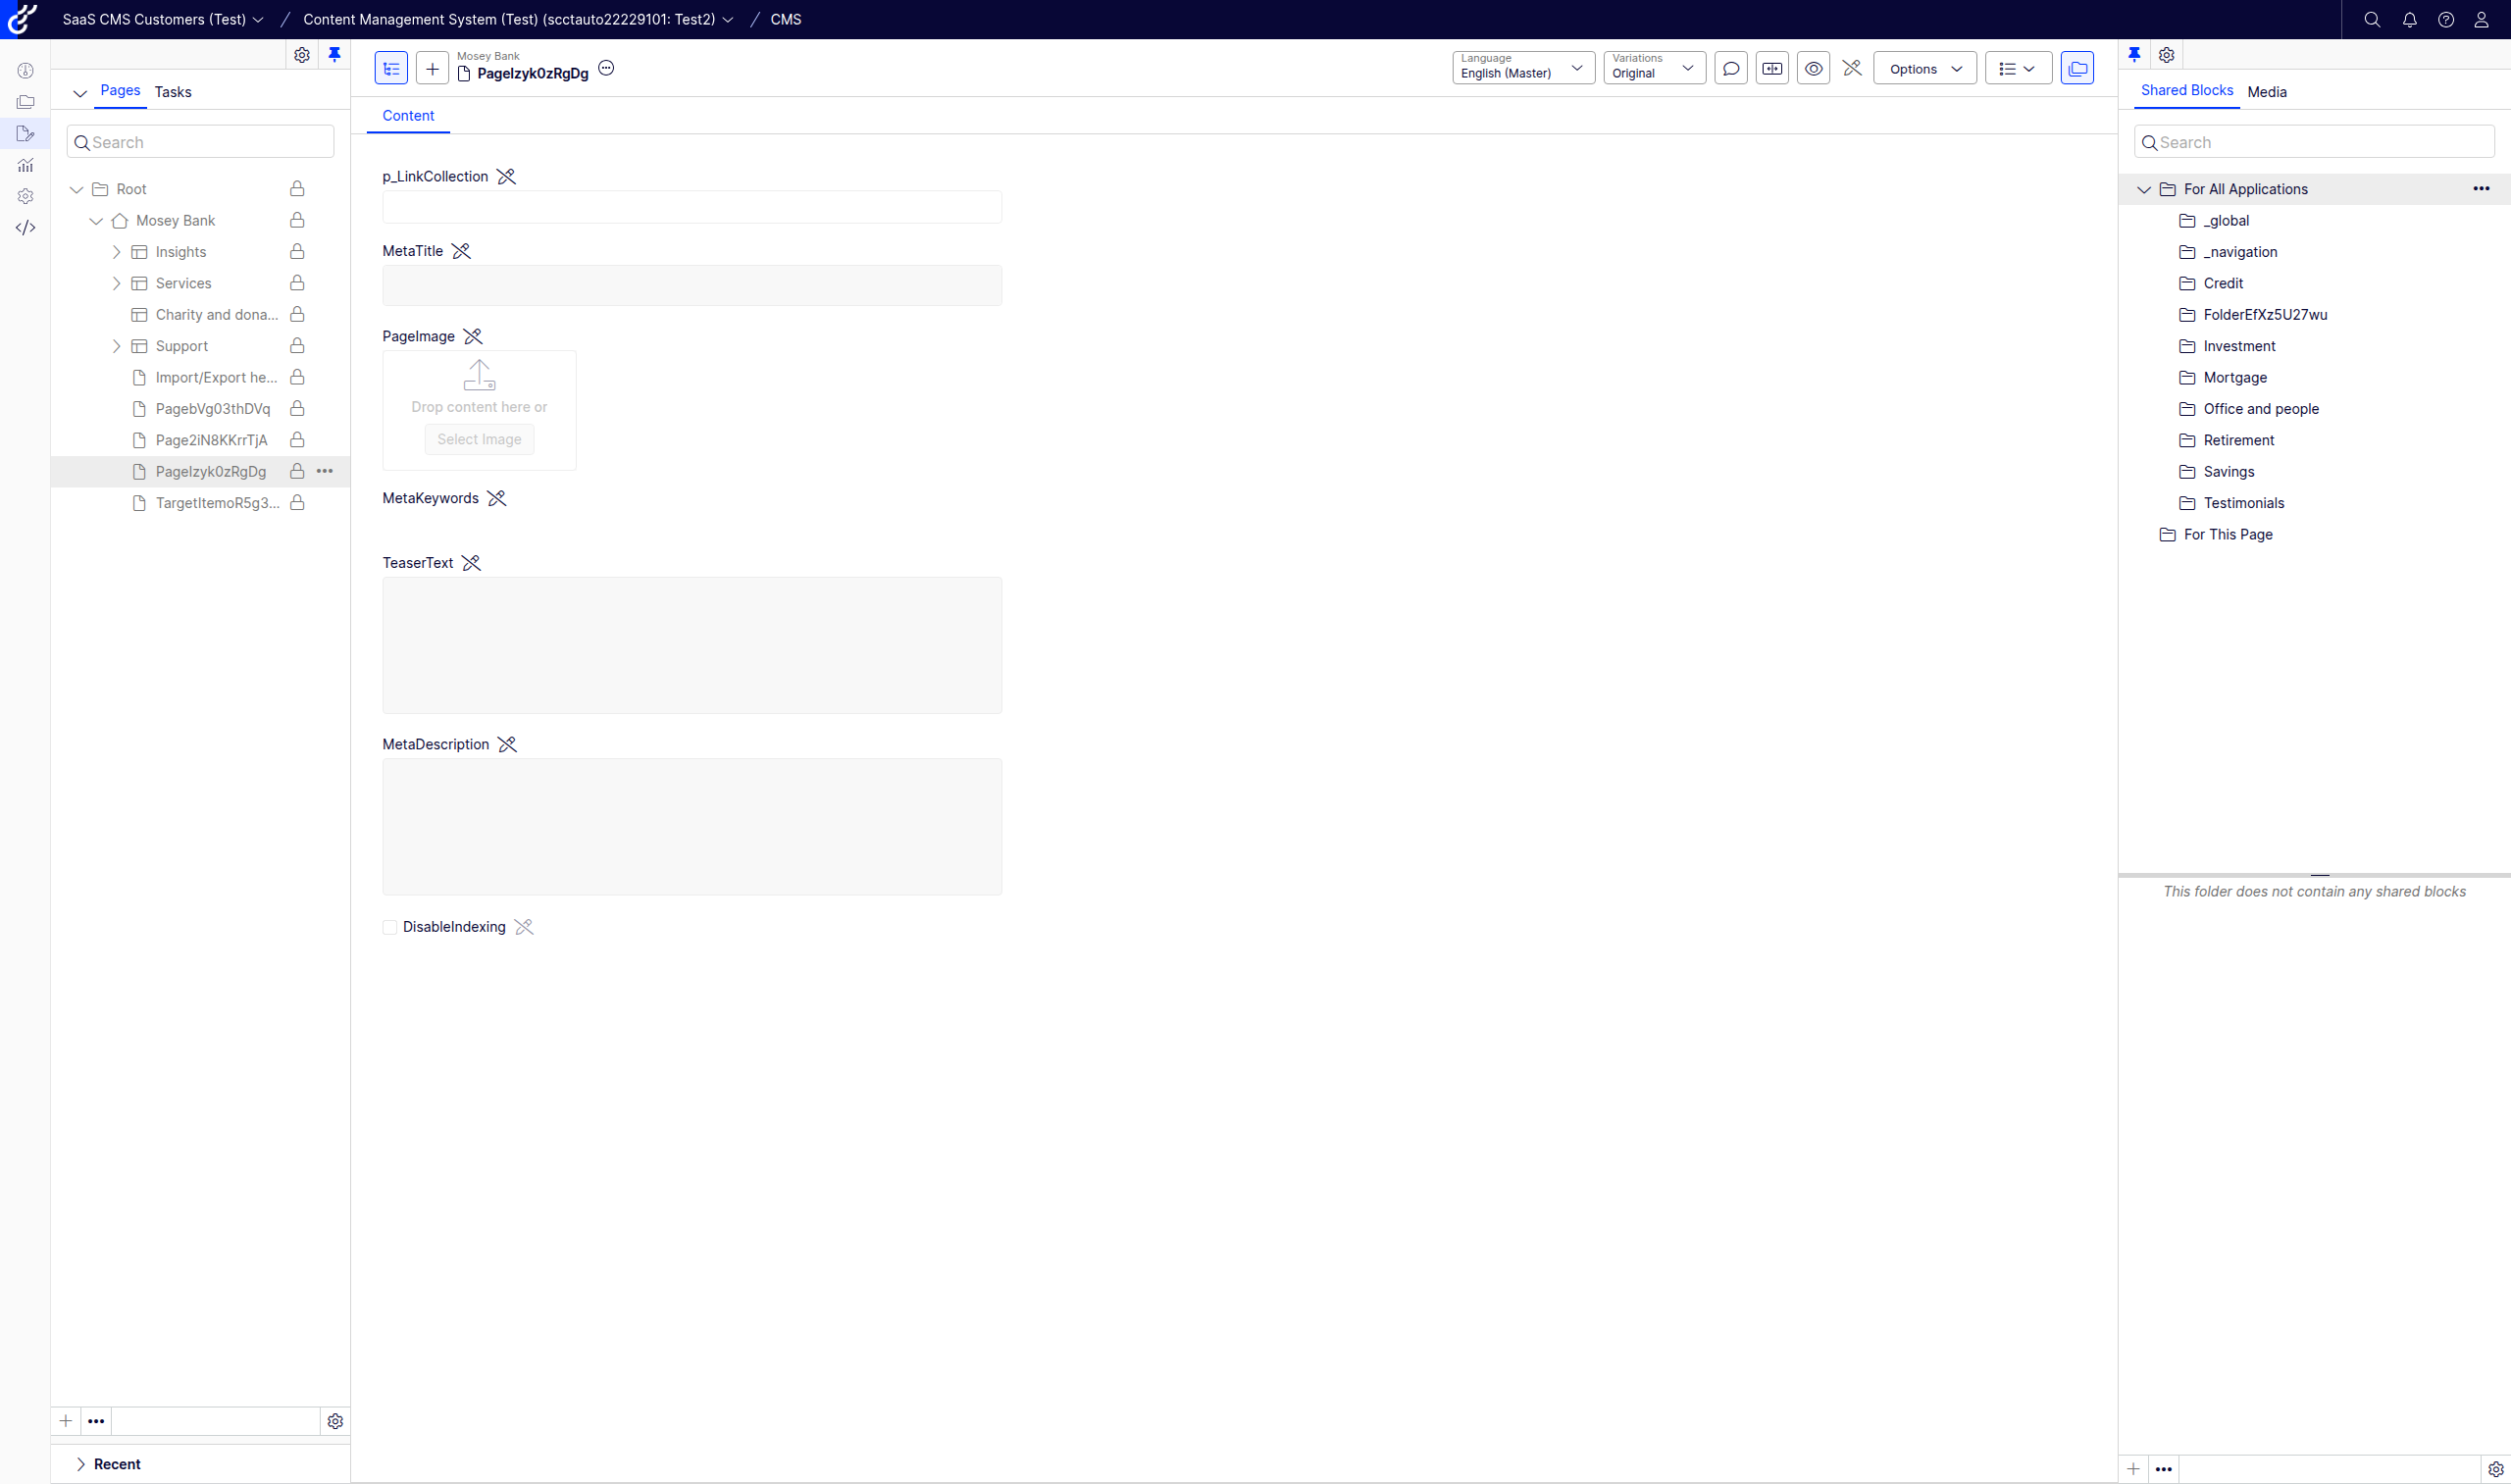 SaaS CMS Customers (Test) / Content Management System (Test) (scctauto22229101: Test2) / CMS
Pages Tasks
Search
Root
Mosey Bank
Insights
Services
Charity and dona...
Support
Import/Export he...
PagebVg03thDVq
Page2iN8KKrrTjA
PageIzyk0zRgDg
TargetItemoR5g3...
Recent
Mosey Bank
PageIzyk0zRgDg
Language
English (Master)
Variations
Original
Options
Content
p_LinkCollection
MetaTitle
PageImage
Drop content here or
Select Image
MetaKeywords
TeaserText
MetaDescription
DisableIndexing
Shared Blocks Media
Search
For All Applications
_global
_navigation
Credit
FolderEfXz5U27wu
Investment
Mortgage
Office and people
Retirement
Savings
Testimonials
For This Page
This folder does not contain any shared blocks